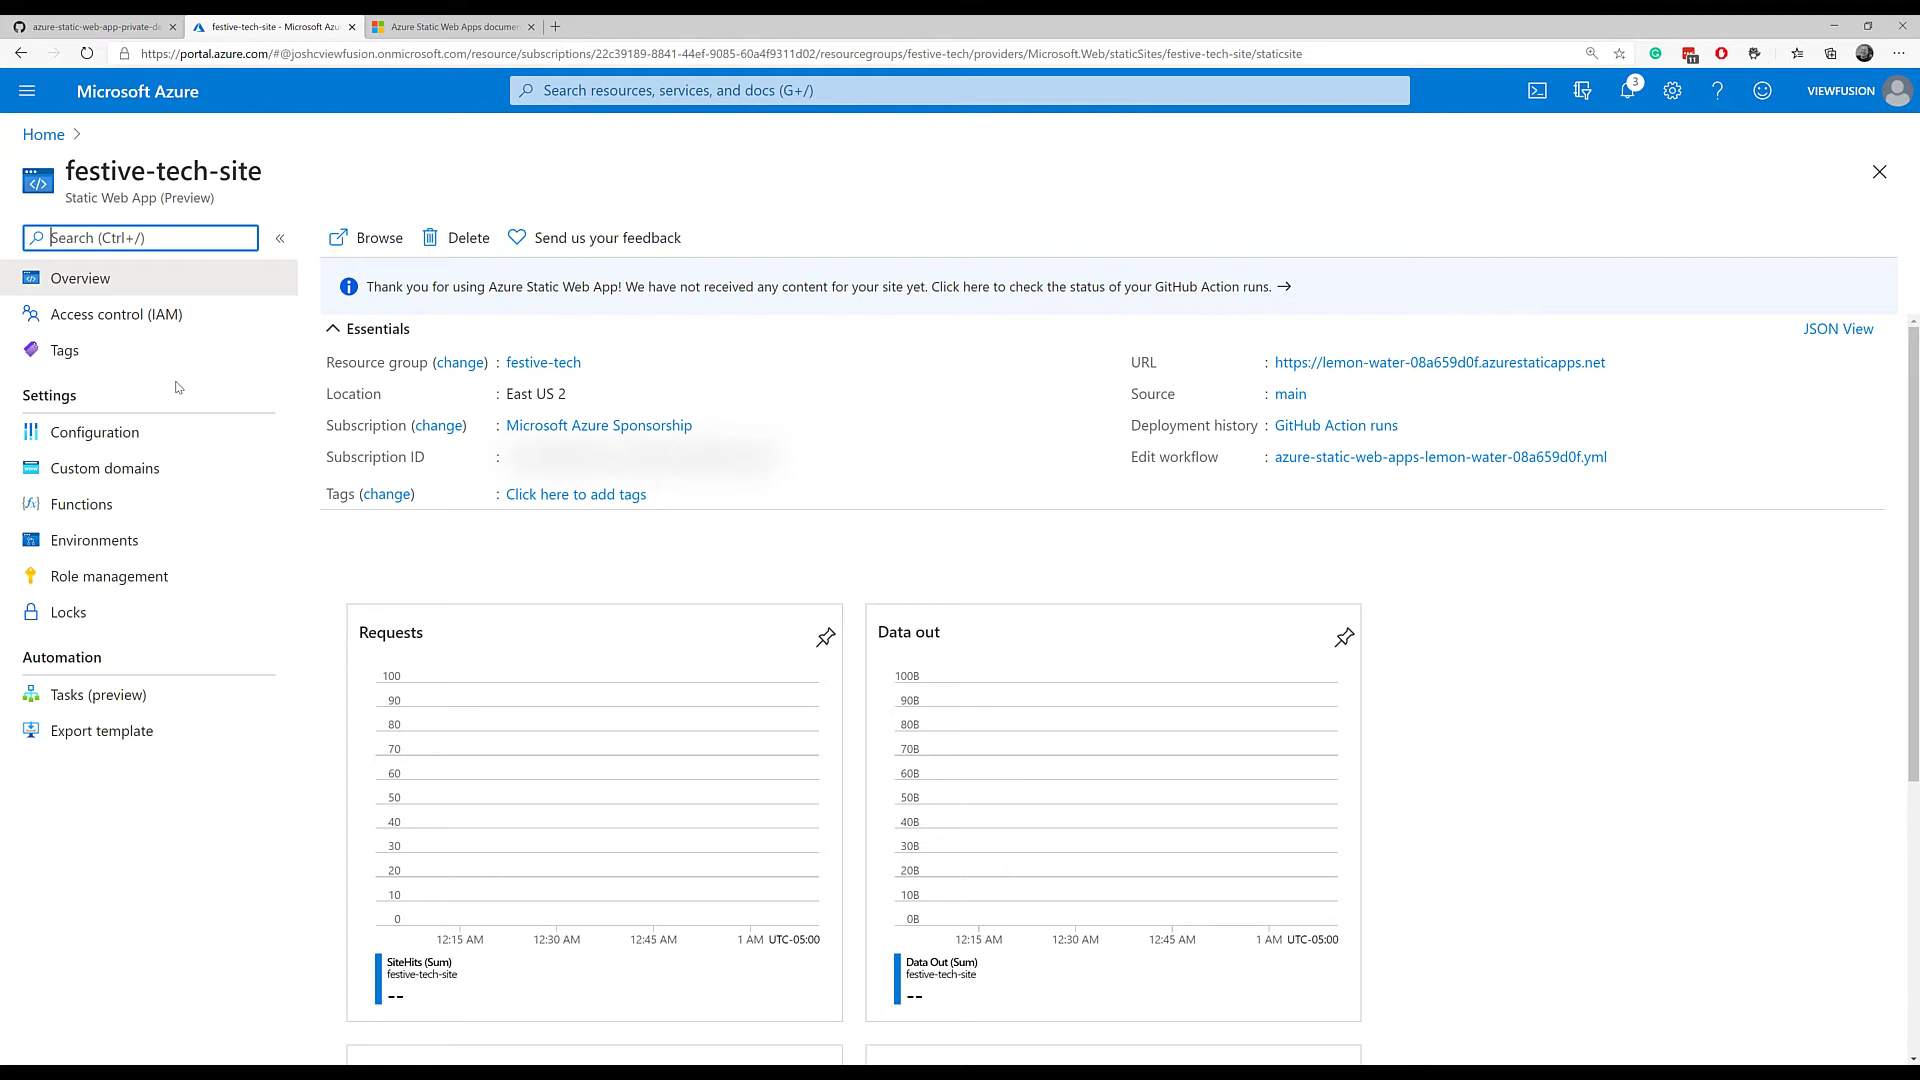 azure-static-web-app-private-de
festive-tech-site - Microsoft Azu
Azure Static Web Apps documen
https://portal.azure.com/#@joshcviewfusion.onmicrosoft.com/resource/subscriptions/22c39189-8841-44ef-9085-60a4f9311d02/resourcegroups/festive-tech/providers/Microsoft.Web/staticSites/festive-tech-site/staticsite
11
Microsoft Azure
Search resources, services, and docs (G+/)
3
VIEWFUSION
Home
festive-tech-site
Static Web App (Preview)
Search (Ctrl+/)
«
Browse
Delete
Send us your feedback
Overview
Access control (IAM)
Tags
Settings
Configuration
Custom domains
Functions
Environments
Role management
Locks
Automation
Tasks (preview)
Export template
Thank you for using Azure Static Web App! We have not received any content for your site yet. Click here to check the status of your GitHub Action runs. →
Essentials
JSON View
Resource group (change) : festive-tech
Location : East US 2
Subscription (change) : Microsoft Azure Sponsorship
Subscription ID :
Tags (change) : Click here to add tags
URL : https://lemon-water-08a659d0f.azurestaticapps.net
Source : main
Deployment history : GitHub Action runs
Edit workflow : azure-static-web-apps-lemon-water-08a659d0f.yml
Requests
100
90
80
70
60
50
40
30
20
10
0
12:15 AM 12:30 AM 12:45 AM 1 AM UTC-05:00
SiteHits (Sum)
festive-tech-site
--
Data out
100B
90B
80B
70B
60B
50B
40B
30B
20B
10B
0B
12:15 AM 12:30 AM 12:45 AM 1 AM UTC-05:00
Data Out (Sum)
festive-tech-site
--